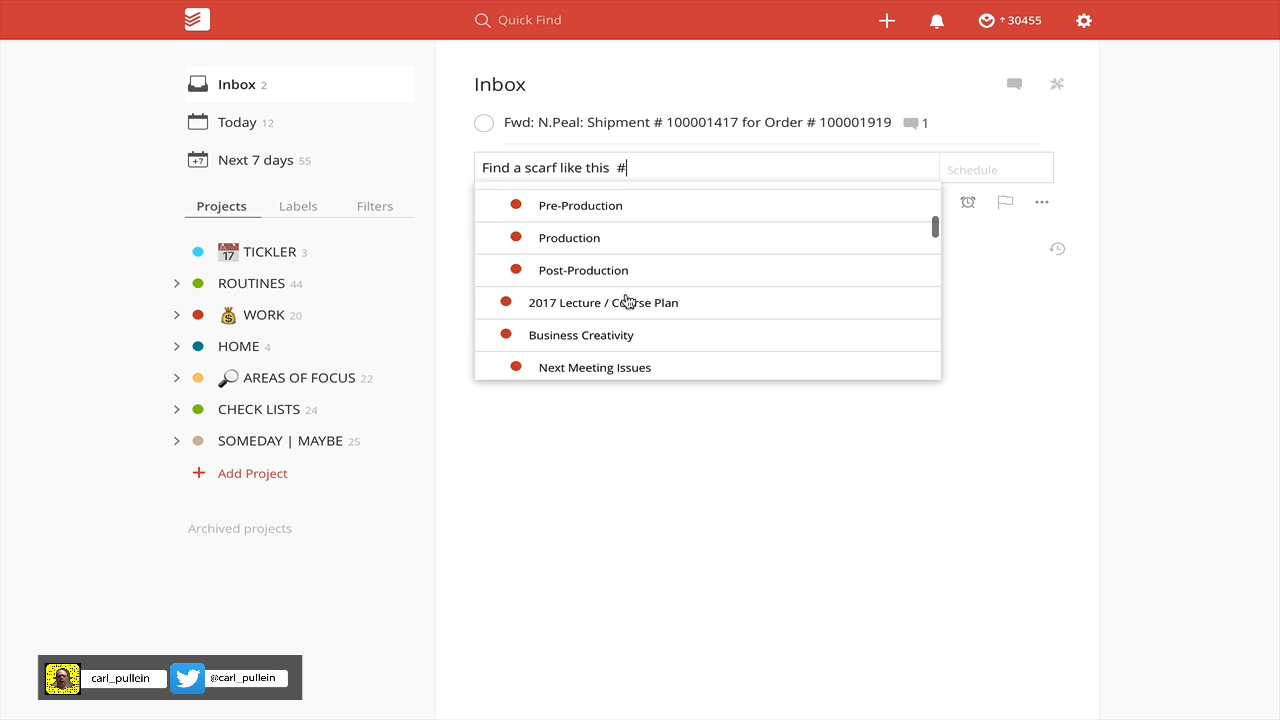 Quick Find
30455
Inbox 2
Today 12
+7 Next 7 days 55
Projects Labels Filters
17 TICKLER 3
ROUTINES 44
WORK 20
HOME 4
AREAS OF FOCUS 22
CHECK LISTS 24
SOMEDAY | MAYBE 25
+ Add Project
Archived projects
Inbox
Fwd: N.Peal: Shipment # 100001417 for Order # 100001919 1
Find a scarf like this #
Schedule
Pre-Production
Production
Post-Production
2017 Lecture / Course Plan
Business Creativity
Next Meeting Issues
carl_pullein
@carl_pullein